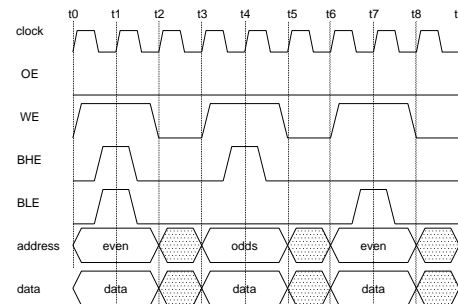 t0 t1 t2 t3 t4 t5 t6 t7 t8 t
clock
OE
WE
BHE
BLE
address even odds even
data data data data